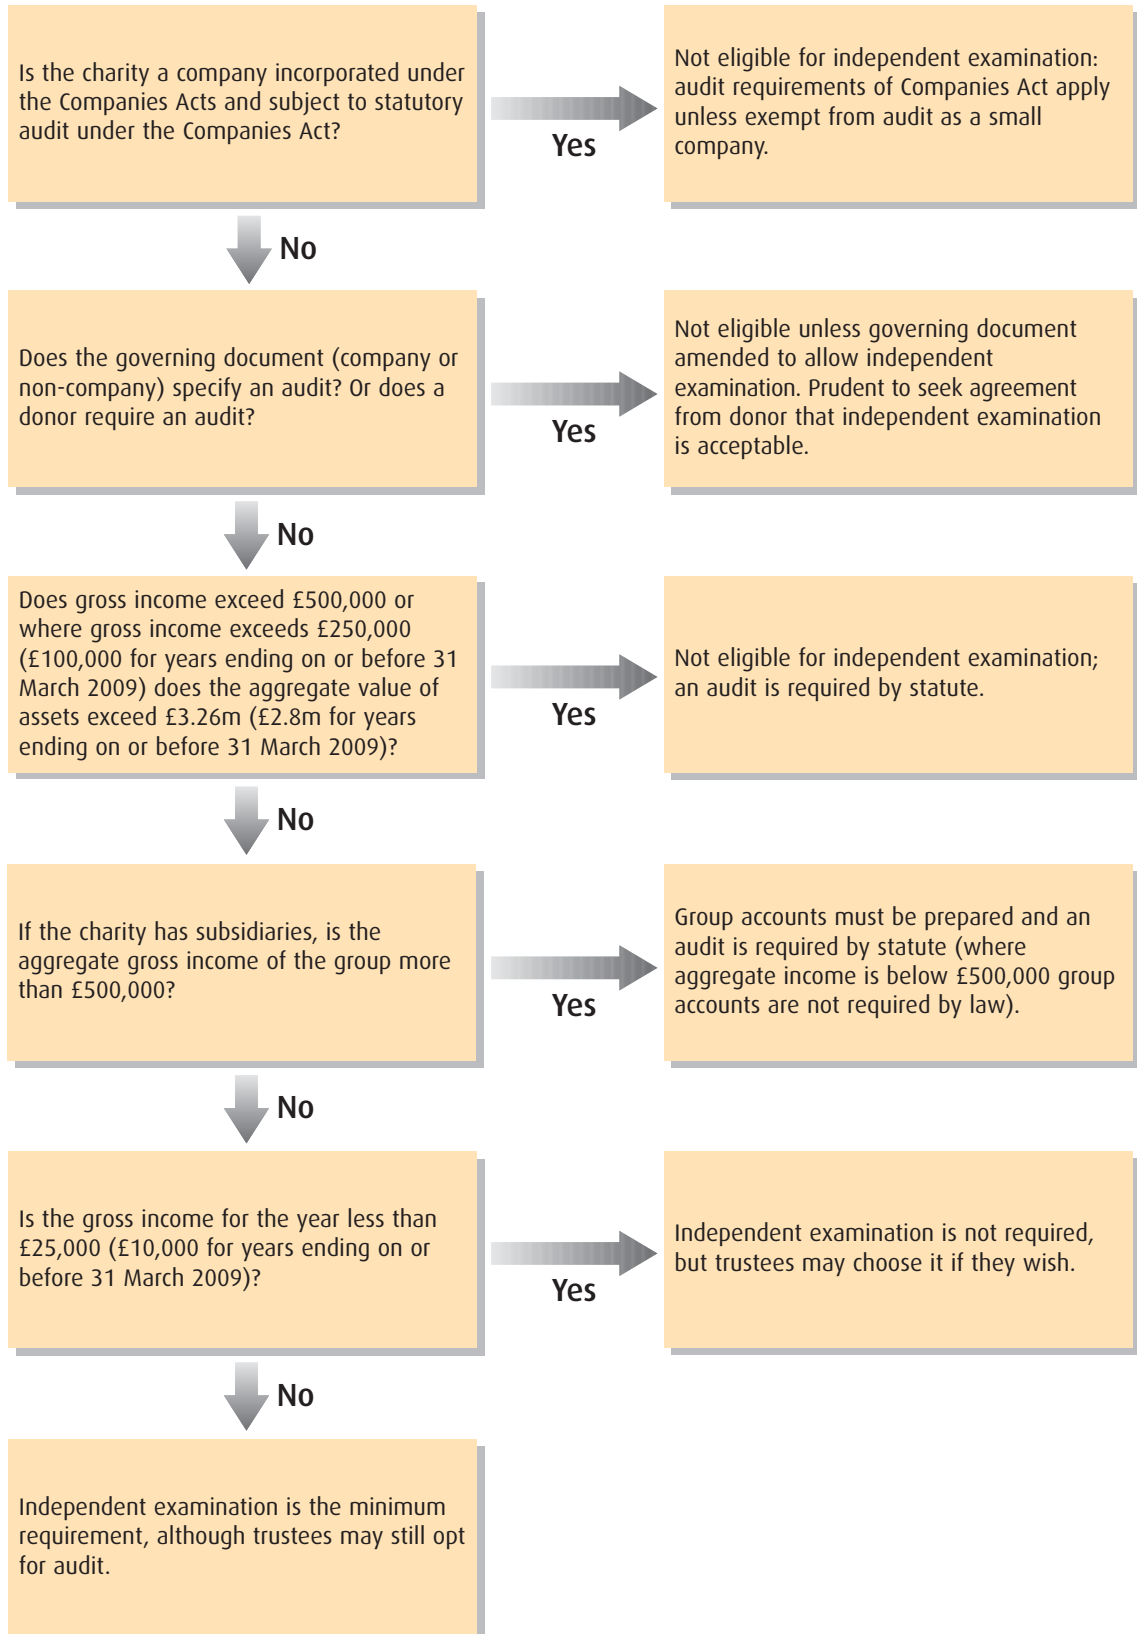 Is the charity a company incorporated under
the Companies Acts and subject to statutory
audit under the Companies Act?
Yes
Not eligible for independent examination:
audit requirements of Companies Act apply
unless exempt from audit as a small
company.
No
Does the governing document (company or
non-company) specify an audit? Or does a
donor require an audit?
Yes
Not eligible unless governing document
amended to allow independent
examination. Prudent to seek agreement
from donor that independent examination
is acceptable.
No
Does gross income exceed £500,000 or
where gross income exceeds £250,000
(£100,000 for years ending on or before 31
March 2009) does the aggregate value of
assets exceed £3.26m (£2.8m for years
ending on or before 31 March 2009)?
Yes
Not eligible for independent examination;
an audit is required by statute.
No
If the charity has subsidiaries, is the
aggregate gross income of the group more
than £500,000?
Yes
Group accounts must be prepared and an
audit is required by statute (where
aggregate income is below £500,000 group
accounts are not required by law).
No
Is the gross income for the year less than
£25,000 (£10,000 for years ending on or
before 31 March 2009)?
Yes
Independent examination is not required,
but trustees may choose it if they wish.
No
Independent examination is the minimum
requirement, although trustees may still opt
for audit.